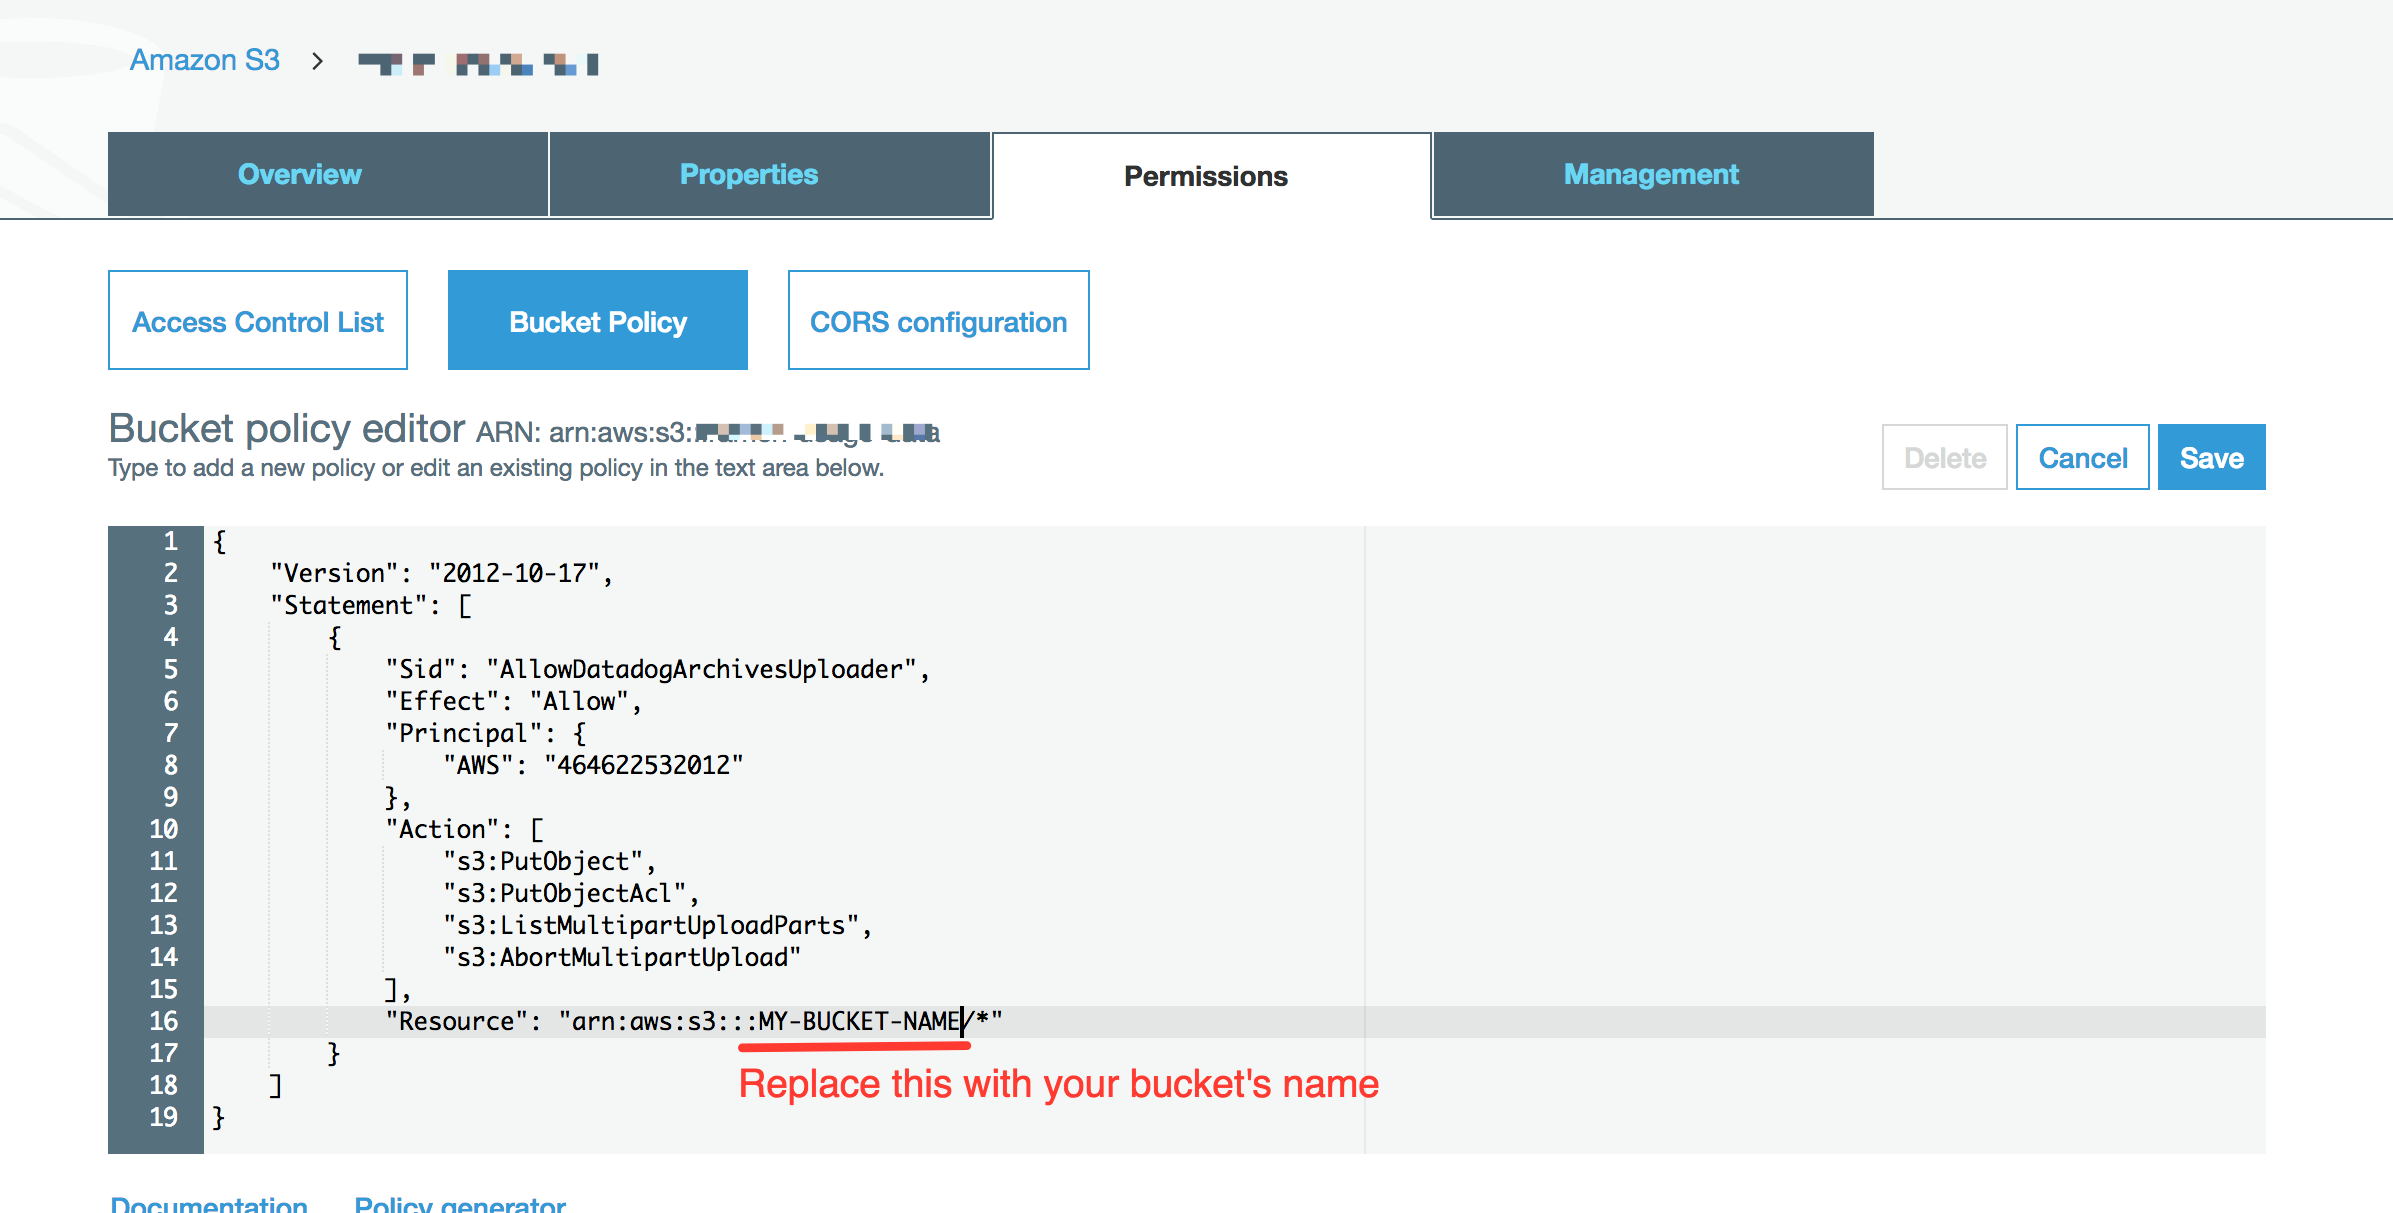 Amazon S3 >
Overview
Properties
Permissions
Management
Access Control List
Bucket Policy
CORS configuration
Bucket policy editor ARN: arn:aws:s3:
Type to add a new policy or edit an existing policy in the text area below.
Delete
Cancel
Save
1 {
2 "Version": "2012-10-17",
3 "Statement": [
4 {
5 "Sid": "AllowDatadogArchivesUploader",
6 "Effect": "Allow",
7 "Principal": {
8 "AWS": "464622532012"
9 },
10 "Action": [
11 "s3:PutObject",
12 "s3:PutObjectAcl",
13 "s3:ListMultipartUploadParts",
14 "s3:AbortMultipartUpload"
15 ],
16 "Resource": "arn:aws:s3:::MY-BUCKET-NAME/*"
17 }
Replace this with your bucket's name
18 ]
19 }
Documentation
Policy generator